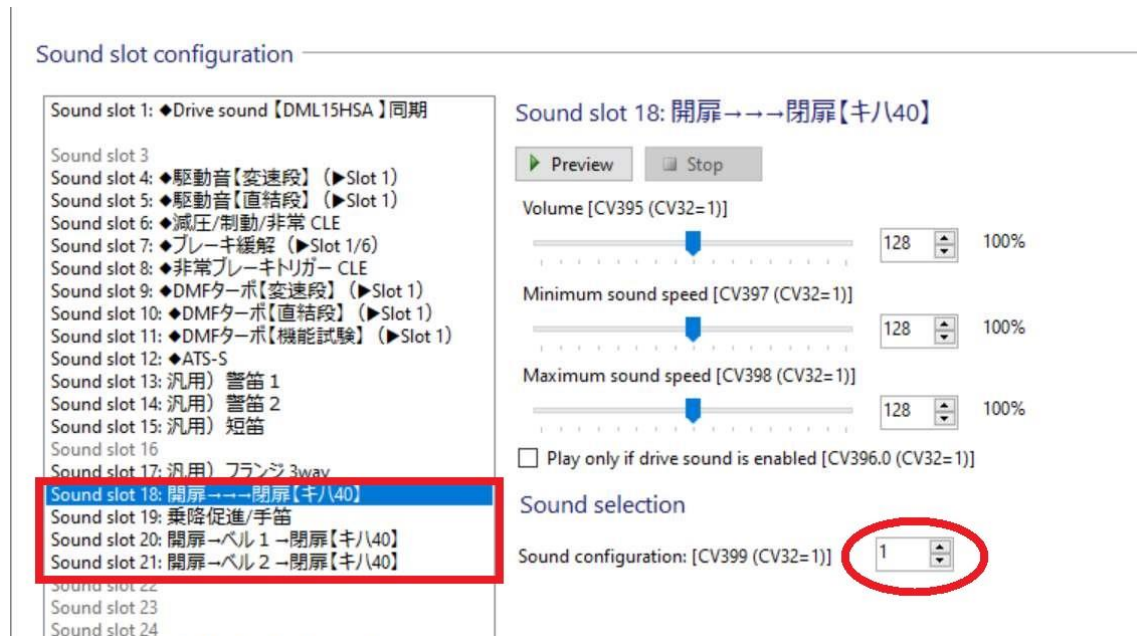 Sound slot configuration
Sound slot 1: ◆Drive sound【DML15HSA】同期
Sound slot 3
Sound slot 4: ◆駆動音【変速段】（▶Slot 1）
Sound slot 5: ◆駆動音【直結段】（▶Slot 1）
Sound slot 6: ◆減圧/制動/非常 CLE
Sound slot 7: ◆ブレーキ緩解（▶Slot 1/6）
Sound slot 8: ◆非常ブレーキトリガー CLE
Sound slot 9: ◆DMFターボ【変速段】（▶Slot 1）
Sound slot 10: ◆DMFターボ【直結段】（▶Slot 1）
Sound slot 11: ◆DMFターボ【機能試験】（▶Slot 1）
Sound slot 12: ◆ATS-S
Sound slot 13: 汎用）警笛 1
Sound slot 14: 汎用）警笛 2
Sound slot 15: 汎用）短笛
Sound slot 16
Sound slot 17: 汎用）フランジ 3way
Sound slot 18: 開扉→→→閉扉【キハ40】
Sound slot 19: 乗降促進/手笛
Sound slot 20: 開扉→ベル 1 →閉扉【キハ40】
Sound slot 21: 開扉→ベル 2 →閉扉【キハ40】
Sound slot 22
Sound slot 23
Sound slot 24
Sound slot 18: 開扉→→→閉扉【キハ40】
Preview
Stop
Volume [CV395 (CV32=1)]
128 100%
Minimum sound speed [CV397 (CV32=1)]
128 100%
Maximum sound speed [CV398 (CV32=1)]
128 100%
Play only if drive sound is enabled [CV396.0 (CV32=1)]
Sound selection
Sound configuration: [CV399 (CV32=1)] 1